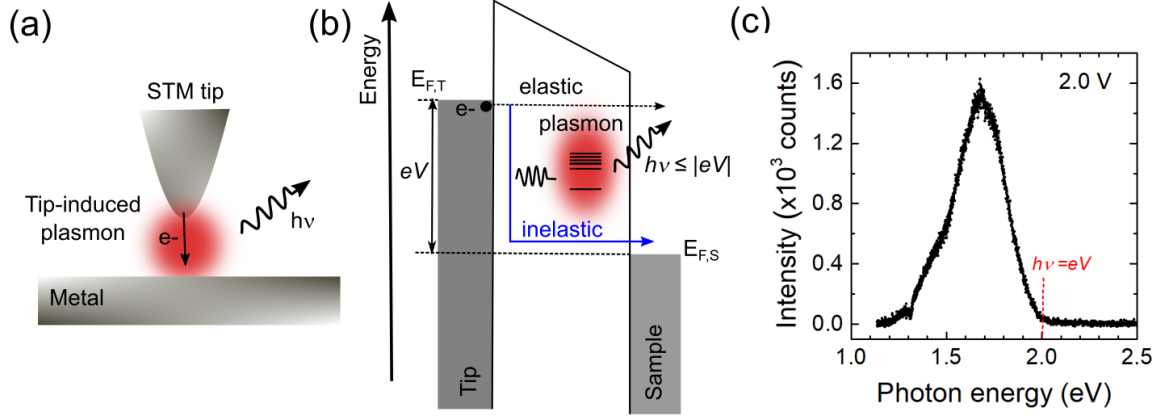 (a)
STM tip
Tip-induced
plasmon
e-
hν
Metal
(b)
Energy
E_F,T
e-
elastic
plasmon
eV
hν ≤ |eV|
inelastic
E_F,S
Tip
Sample
(c)
2.0 V
hν=eV
Intensity (x10³ counts)
1.6
1.2
0.8
0.4
0.0
1.0 1.5 2.0 2.5
Photon energy (eV)